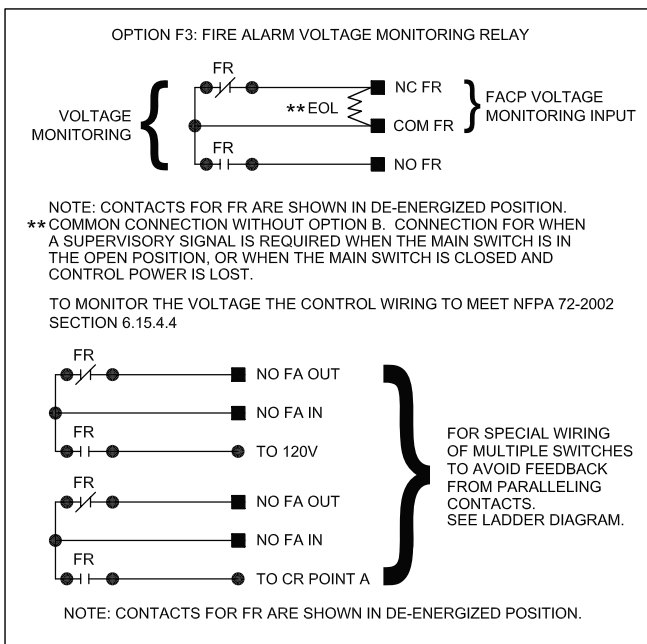 OPTION F3: FIRE ALARM VOLTAGE MONITORING RELAY
FR
NC FR
**EOL
FACP VOLTAGE
MONITORING INPUT
VOLTAGE
MONITORING
COM FR
FR
NO FR
NOTE: CONTACTS FOR FR ARE SHOWN IN DE-ENERGIZED POSITION.
** COMMON CONNECTION WITHOUT OPTION B. CONNECTION FOR WHEN
A SUPERVISORY SIGNAL IS REQUIRED WHEN THE MAIN SWITCH IS IN
THE OPEN POSITION, OR WHEN THE MAIN SWITCH IS CLOSED AND
CONTROL POWER IS LOST.
TO MONITOR THE VOLTAGE THE CONTROL WIRING TO MEET NFPA 72-2002
SECTION 6.15.4.4
FR
NO FA OUT
NO FA IN
FR
TO 120V
FR
NO FA OUT
NO FA IN
FR
TO CR POINT A
FOR SPECIAL WIRING
OF MULTIPLE SWITCHES
TO AVOID FEEDBACK
FROM PARALLELING
CONTACTS.
SEE LADDER DIAGRAM.
NOTE: CONTACTS FOR FR ARE SHOWN IN DE-ENERGIZED POSITION.